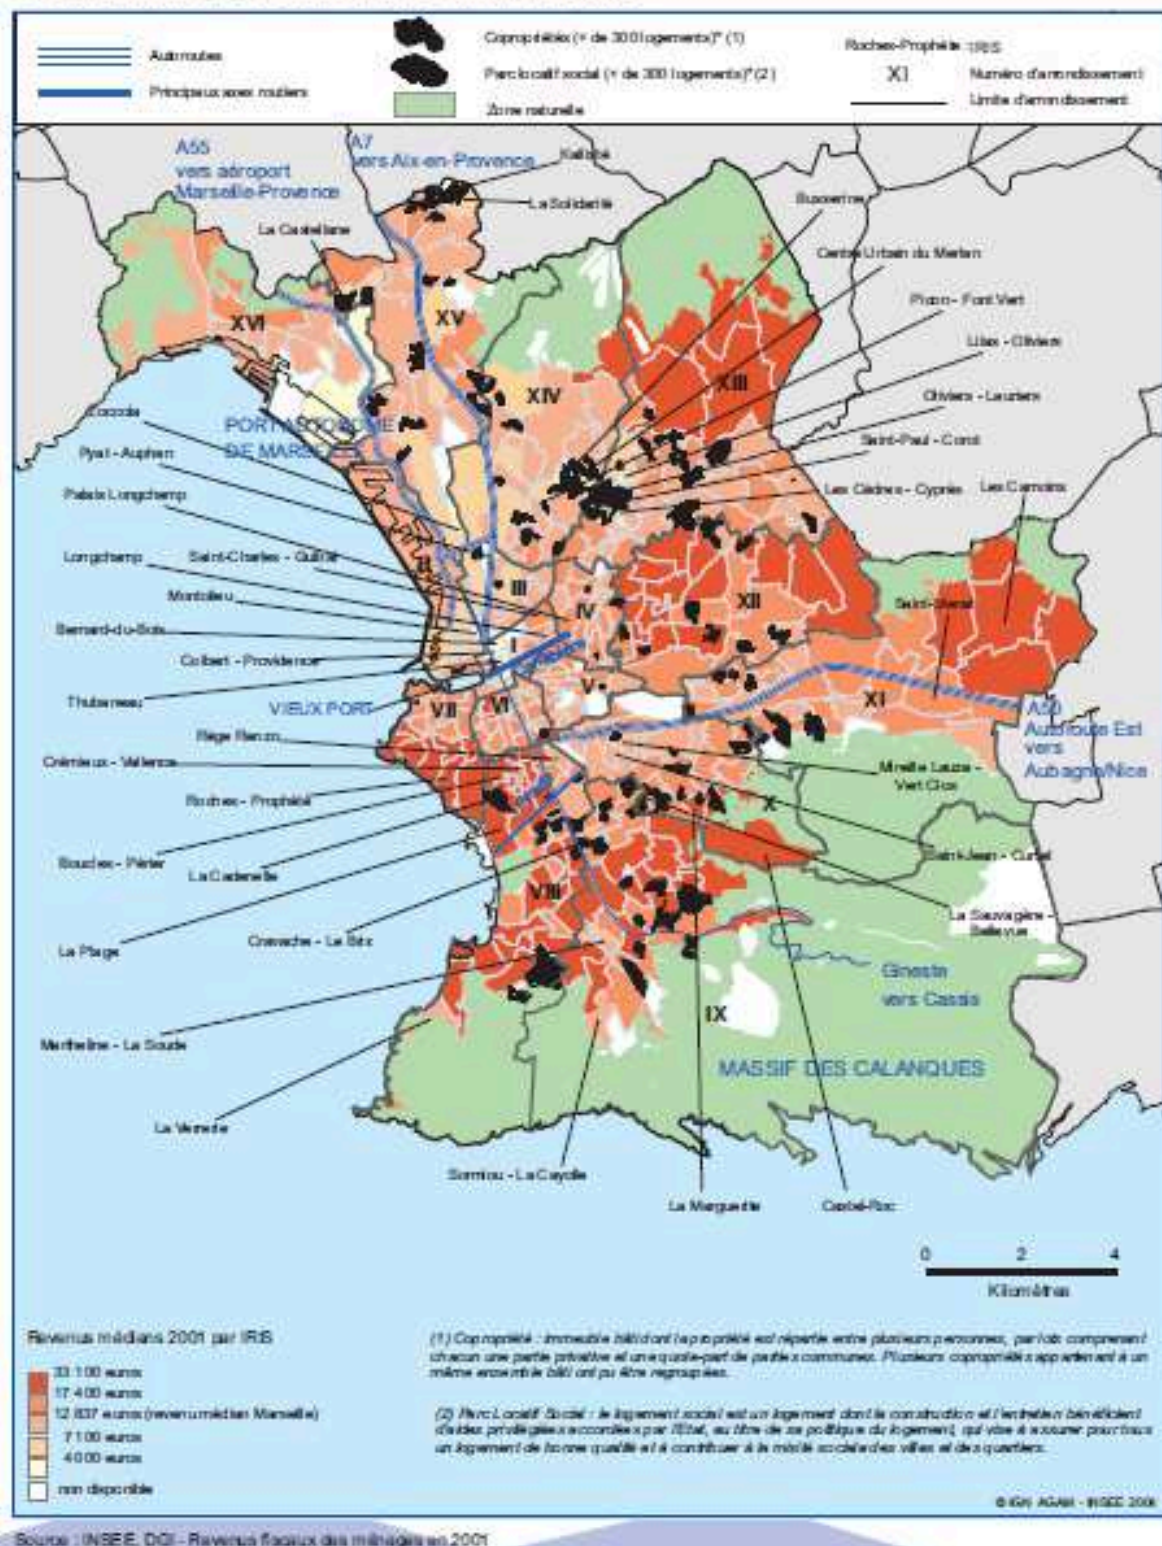 Autoroutes
Principaux axes routiers
Copropriétés (+ de 300 logements)* (1)
Parc locatif social (+ de 300 logements)* (2)
Zone naturelle
Roches-Prophète : IRIS
XI Numéro d'arrondissement
Limite d'arrondissement
A55
vers aéroport
Marseille-Provence
A7
vers Aix-en-Provence
Kallisté
La Solidarité
La Castellane
Busserine
Centre Urbain du Merlan
Picon - Font Vert
Lilas - Oliviers
Oliviers - Lauriers
Saint-Paul - Corot
Les Cèdres - Cyprès
Les Camoins
XVI
XV
XIV
XIII
PORT AUTONOME
DE MARSEILLE
Zoccola
Pyat - Auphan
Palais Longchamp
Longchamp
Saint-Charles - Guibal
Montolieu
Bernard-du-Bois
Colbert - Providence
Thubaneau
VIEUX PORT
II
III
IV
XII
I
V
VI
VII
XI
Saint-Menet
A50
Autoroute Est
vers
Aubagne/Nice
Rège Renzo
Crémieux - Vallence
Roches - Prophète
Boucles - Périer
La Cadenelle
La Plage
Cravache - Le Brix
Mireille Lauze -
Vert Clos
X
Saint-Jean - Curtel
La Sauvagère -
Bellevue
VIII
Gineste
vers Cassis
IX
MASSIF DES CALANQUES
Martheline - La Soude
La Verrerie
Sormiou - La Cayolle
La Marguerite
Castel-Roc
0 2 4
Kilomètres
Revenus médians 2001 par IRIS
33 100 euros
17 400 euros
12 837 euros (revenu médian Marseille)
7 100 euros
4 000 euros
non disponible
(1) Copropriété : immeuble bâti dont la propriété est répartie entre plusieurs personnes, par lots comprenant
chacun une partie privative et une quote-part de parties communes. Plusieurs copropriétés appartenant à un
même ensemble bâti ont pu être regroupées.
(2) Parc Locatif Social : le logement social est un logement dont la construction et l'entretien bénéficient
d'aides privilégiées accordées par l'Etat, au titre de sa politique du logement, qui vise à assurer pour tous
un logement de bonne qualité et à contribuer à la mixité sociale des villes et des quartiers.
© IGN AGAM - INSEE 2004
Source : INSEE, DGI - Revenus fiscaux des ménages en 2001